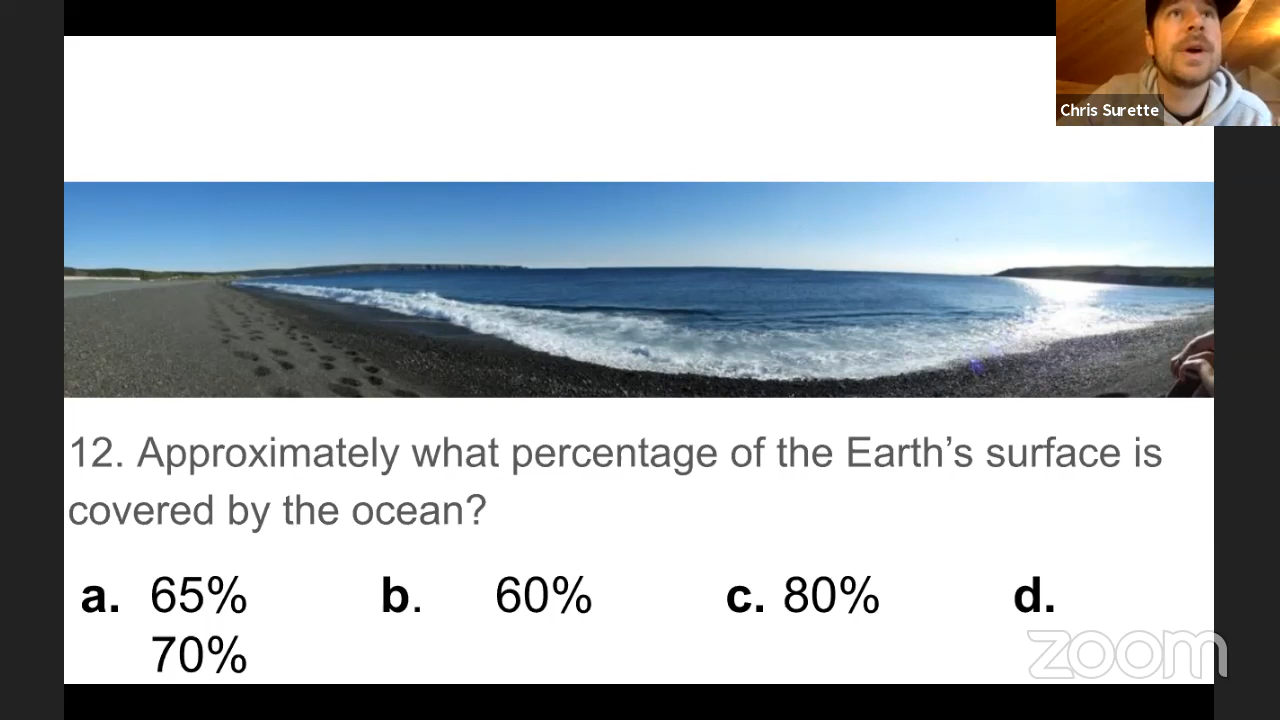 Chris Surette
12. Approximately what percentage of the Earth's surface is
covered by the ocean?
a. 65% b. 60% c. 80% d.
70%
zoom